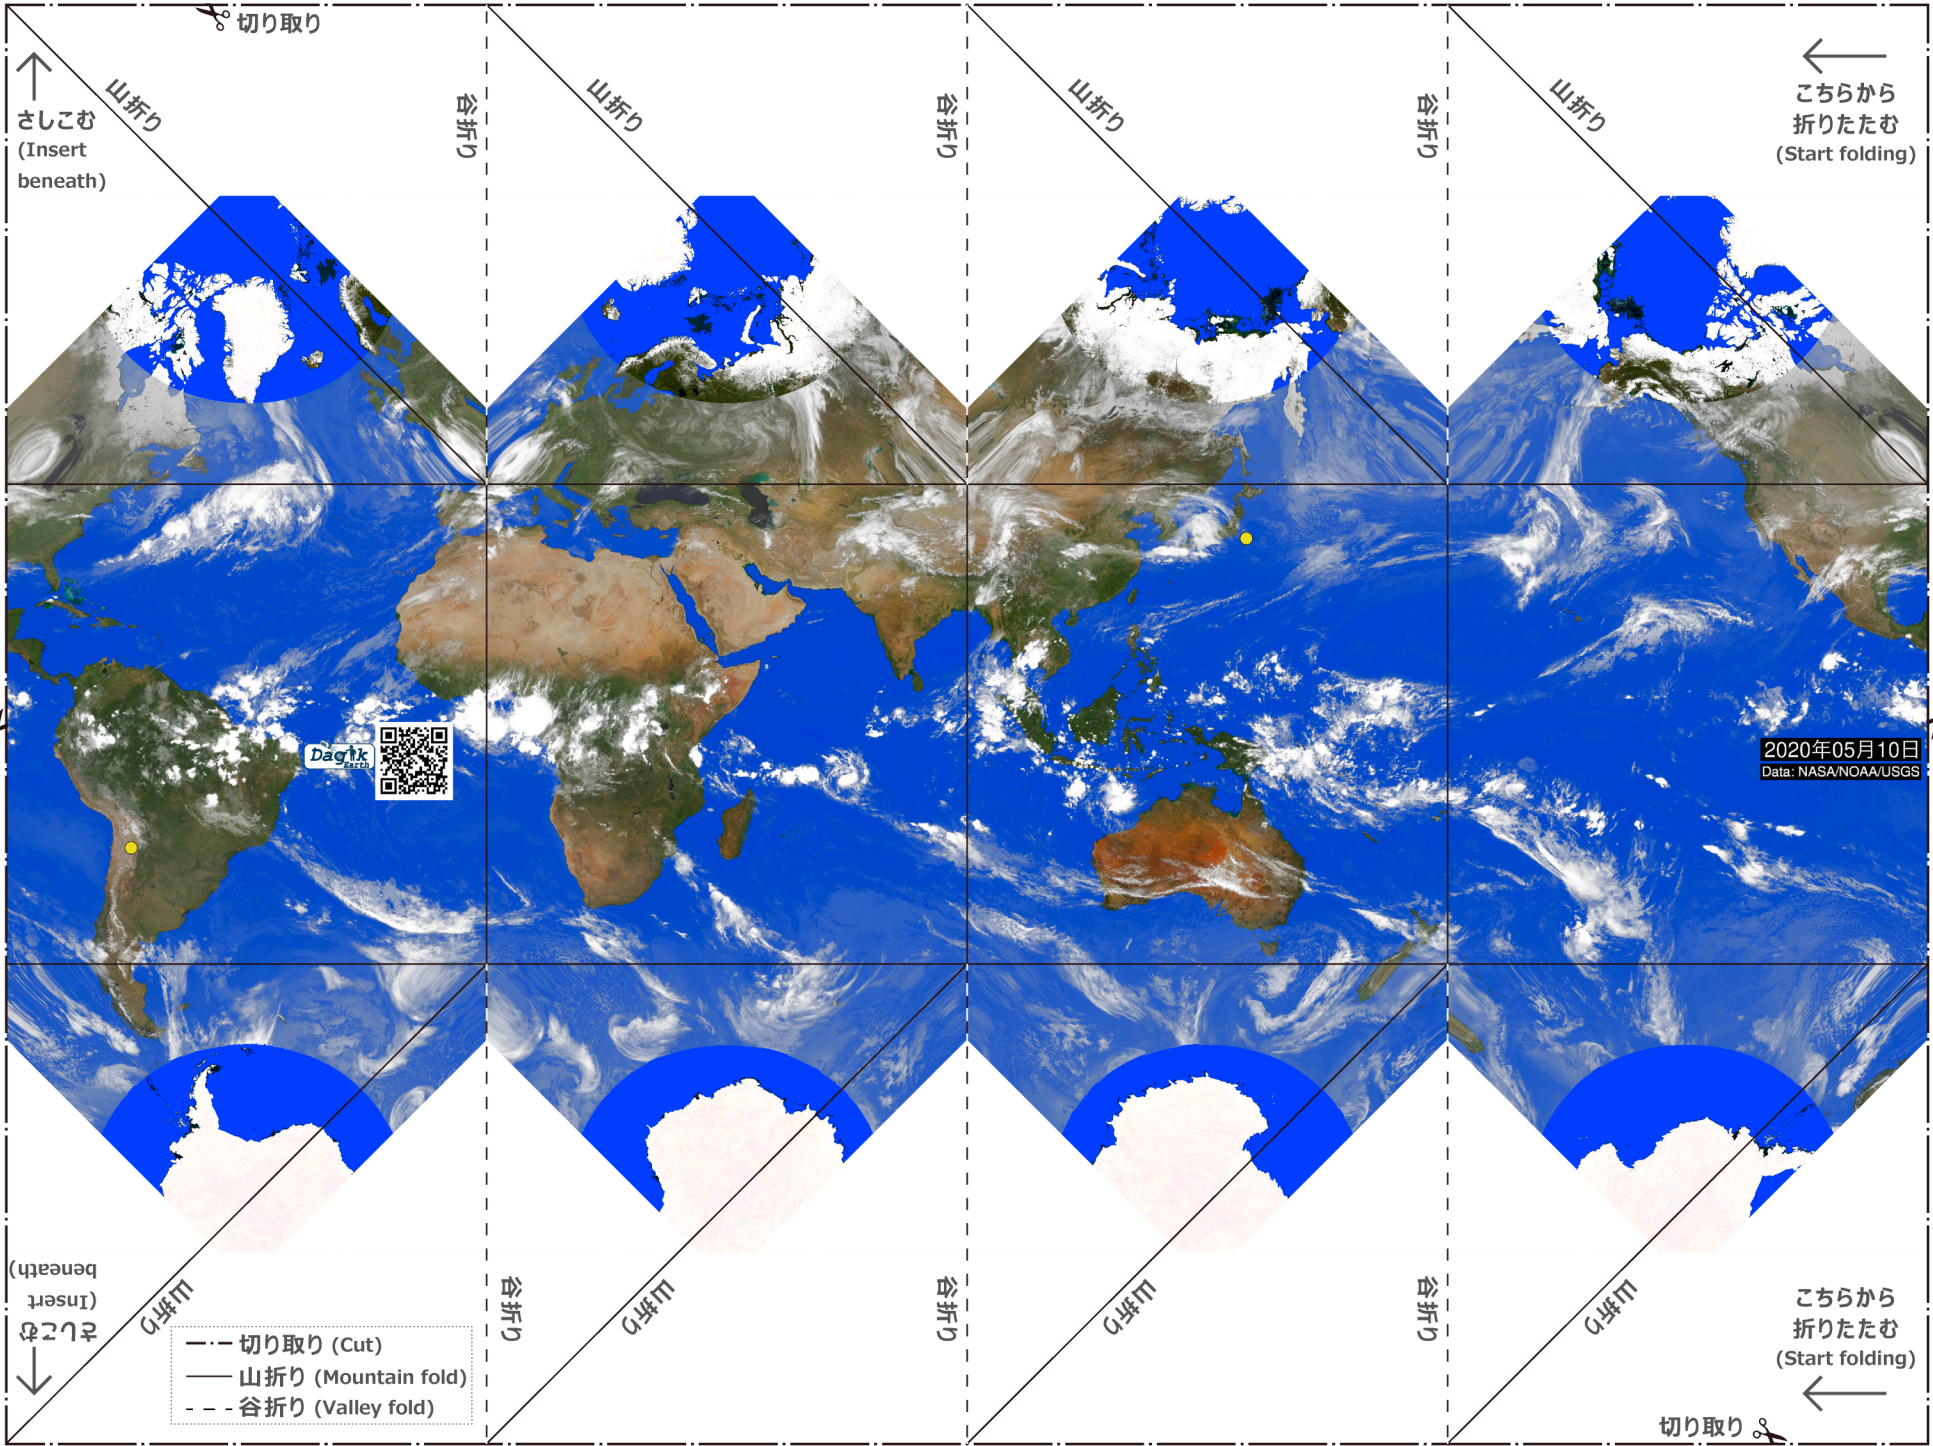 切り取り
山折り
谷折り
山折り
谷折り
山折り
谷折り
山折り
さしこむ
(Insert
beneath)
こちらから
折りたたむ
(Start folding)
Dagik
Earth
2020年05月10日
Data: NASA/NOAA/USGS
さしこむ
(Insert
beneath)
山折り
谷折り
山折り
谷折り
山折り
谷折り
山折り
こちらから
折りたたむ
(Start folding)
切り取り (Cut)
山折り (Mountain fold)
谷折り (Valley fold)
切り取り